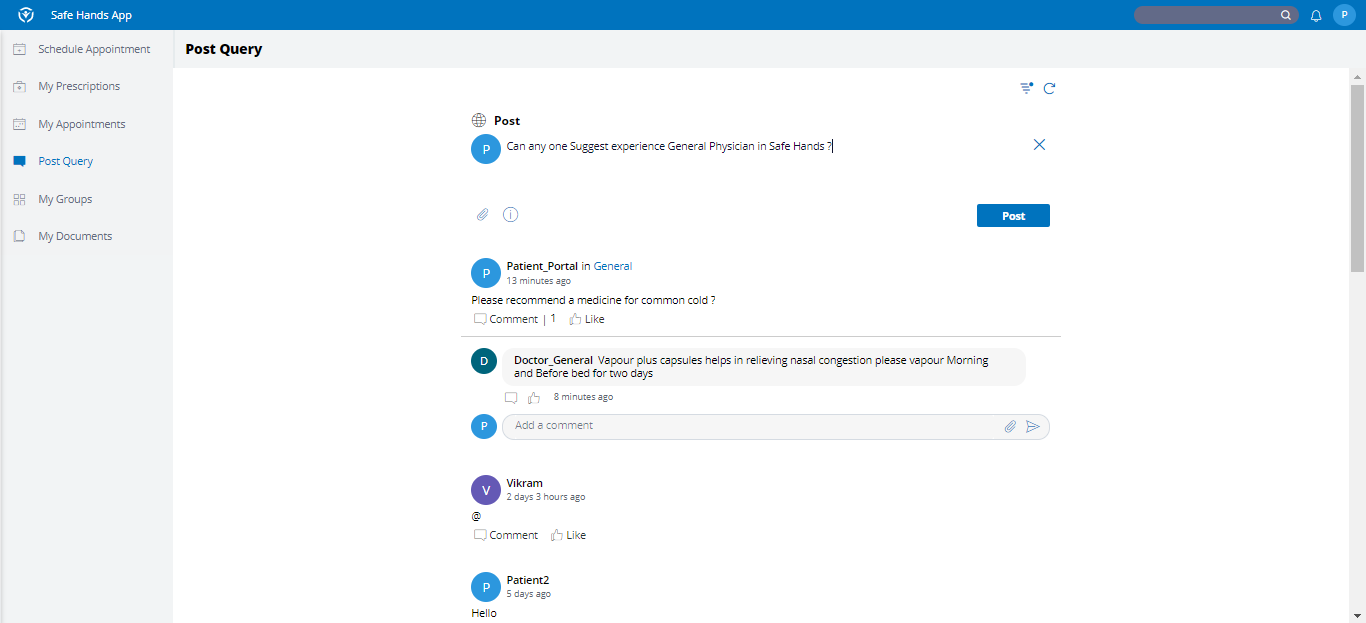 Safe Hands App
P
Schedule Appointment
My Prescriptions
My Appointments
Post Query
My Groups
My Documents
Post Query
Post
P
Can any one Suggest experience General Physician in Safe Hands ?
Post
P
Patient_Portal in General
13 minutes ago
Please recommend a medicine for common cold ?
Comment | 1 Like
D
Doctor_General Vapour plus capsules helps in relieving nasal congestion please vapour Morning
and Before bed for two days
8 minutes ago
P
Add a comment
V
Vikram
2 days 3 hours ago
@
Comment Like
P
Patient2
5 days ago
Hello